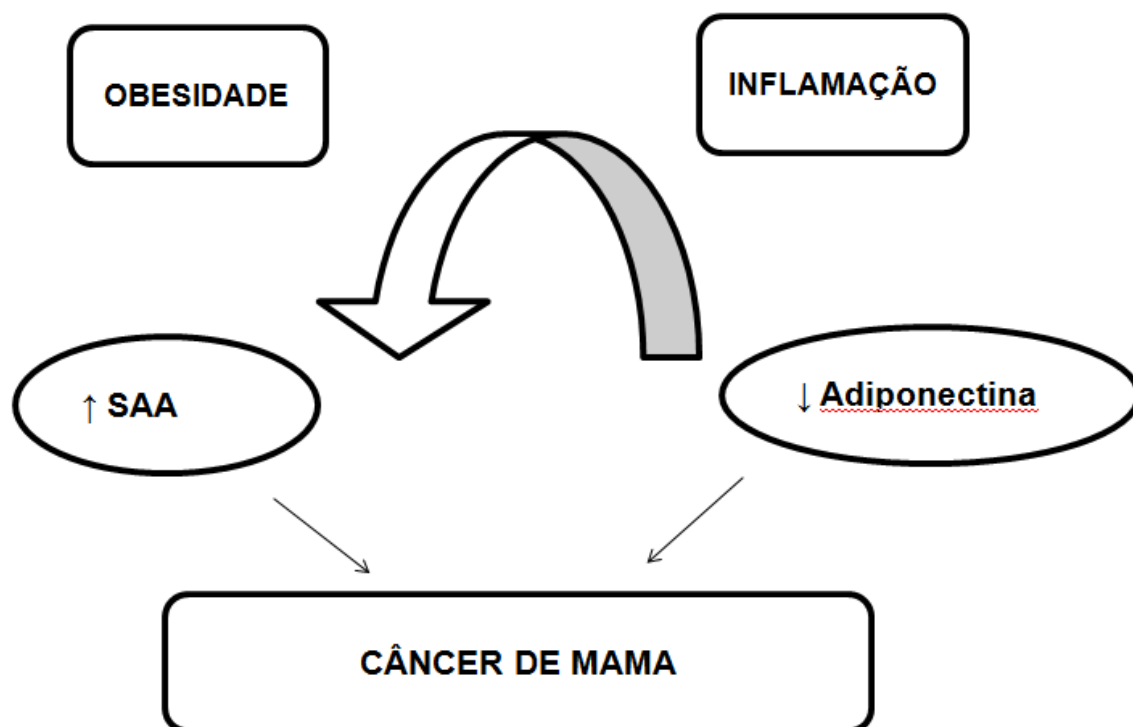 OBESIDADE
INFLAMAÇÃO
↑ SAA
↓ Adiponectina
CÂNCER DE MAMA